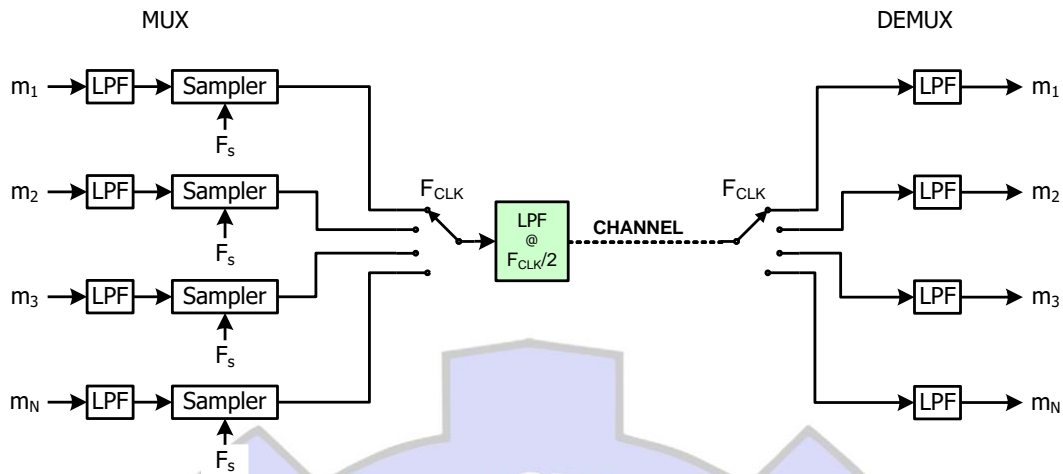 MUX
DEMUX
m1
LPF
Sampler
Fs
LPF
m1
m2
LPF
Sampler
Fs
FCLK
LPF
@
FCLK/2
CHANNEL
FCLK
LPF
m2
m3
LPF
Sampler
Fs
LPF
m3
mN
LPF
Sampler
Fs
LPF
mN